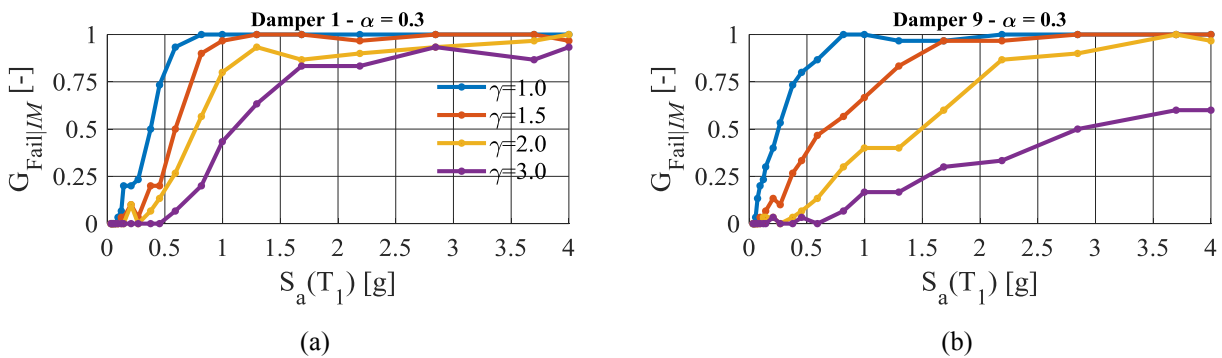 Damper 1 - α = 0.3
G_Fail|IM [-]
1
0.75
0.5
0.25
0
γ=1.0
γ=1.5
γ=2.0
γ=3.0
0 0.5 1 1.5 2 2.5 3 3.5 4
S_a(T_1) [g]
(a)
Damper 9 - α = 0.3
G_Fail|IM [-]
1
0.75
0.5
0.25
0
0 0.5 1 1.5 2 2.5 3 3.5 4
S_a(T_1) [g]
(b)